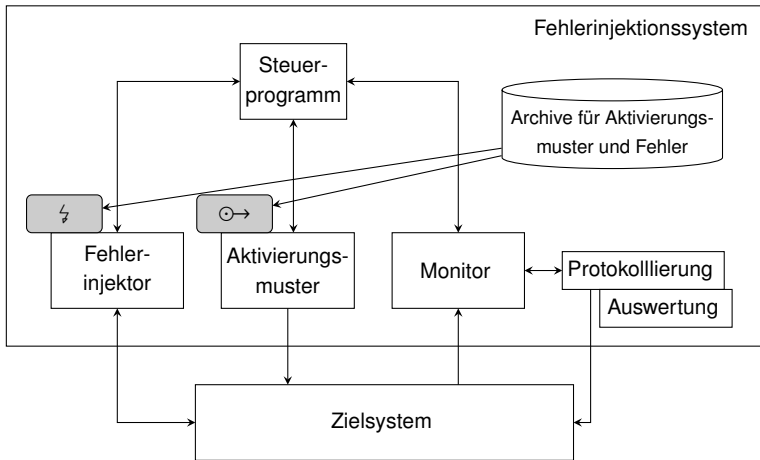 Fehlerinjektionssystem
Steuer-
programm
Archive für Aktivierungs-
muster und Fehler
Fehler-
injektor
Aktivierungs-
muster
Monitor
Protokolllierung
Auswertung
Zielsystem